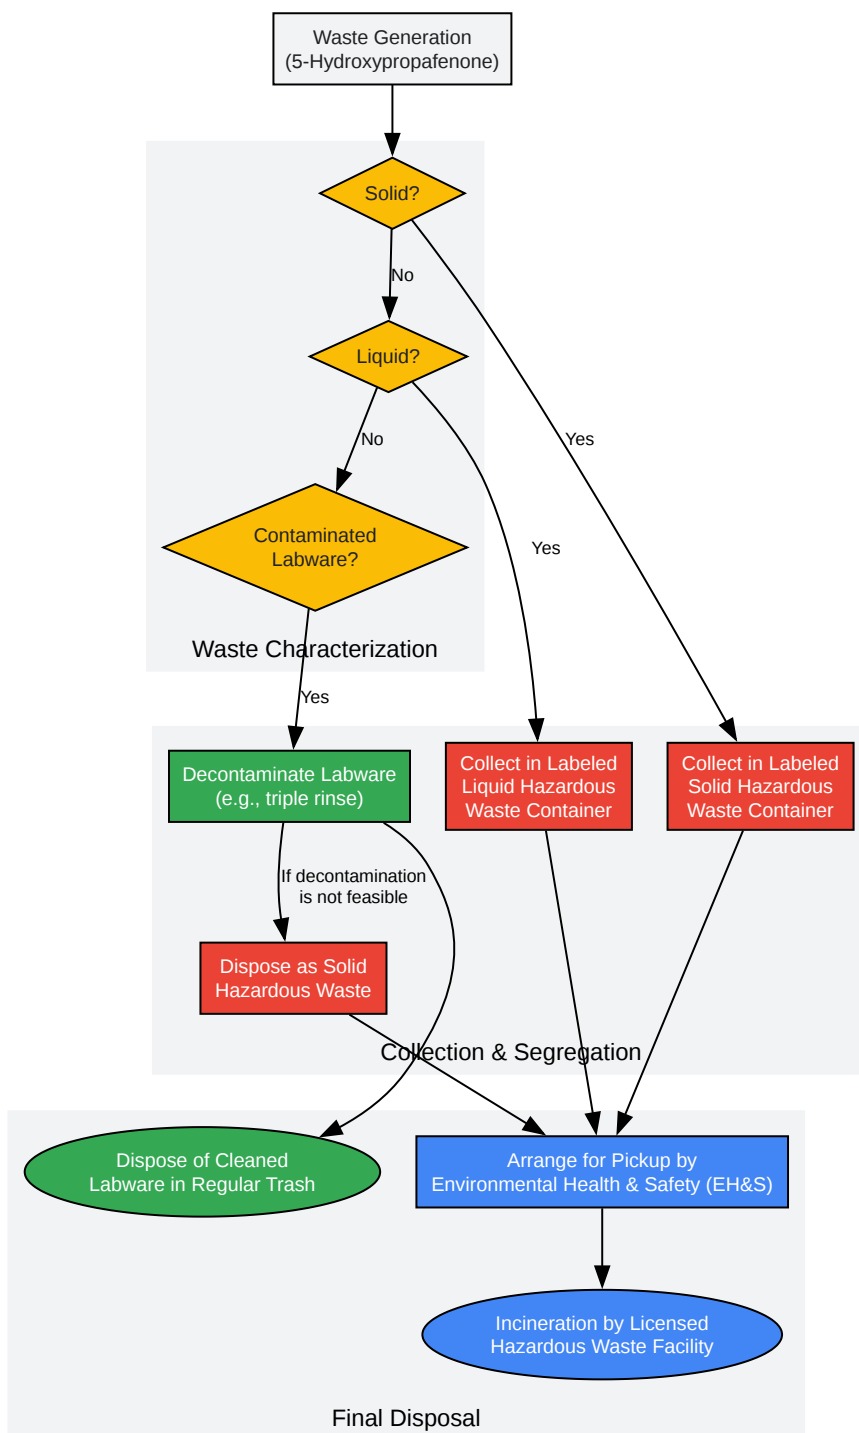 Waste Generation
(5-Hydroxypropafenone)
Solid?
No
Liquid?
No
Yes
Contaminated
Labware?
Yes
Waste Characterization
Yes
Decontaminate Labware
(e.g., triple rinse)
Collect in Labeled
Liquid Hazardous
Waste Container
Collect in Labeled
Solid Hazardous
Waste Container
If decontamination
is not feasible
Dispose as Solid
Hazardous Waste
Collection & Segregation
Dispose of Cleaned
Labware in Regular Trash
Arrange for Pickup by
Environmental Health & Safety (EH&S)
Incineration by Licensed
Hazardous Waste Facility
Final Disposal